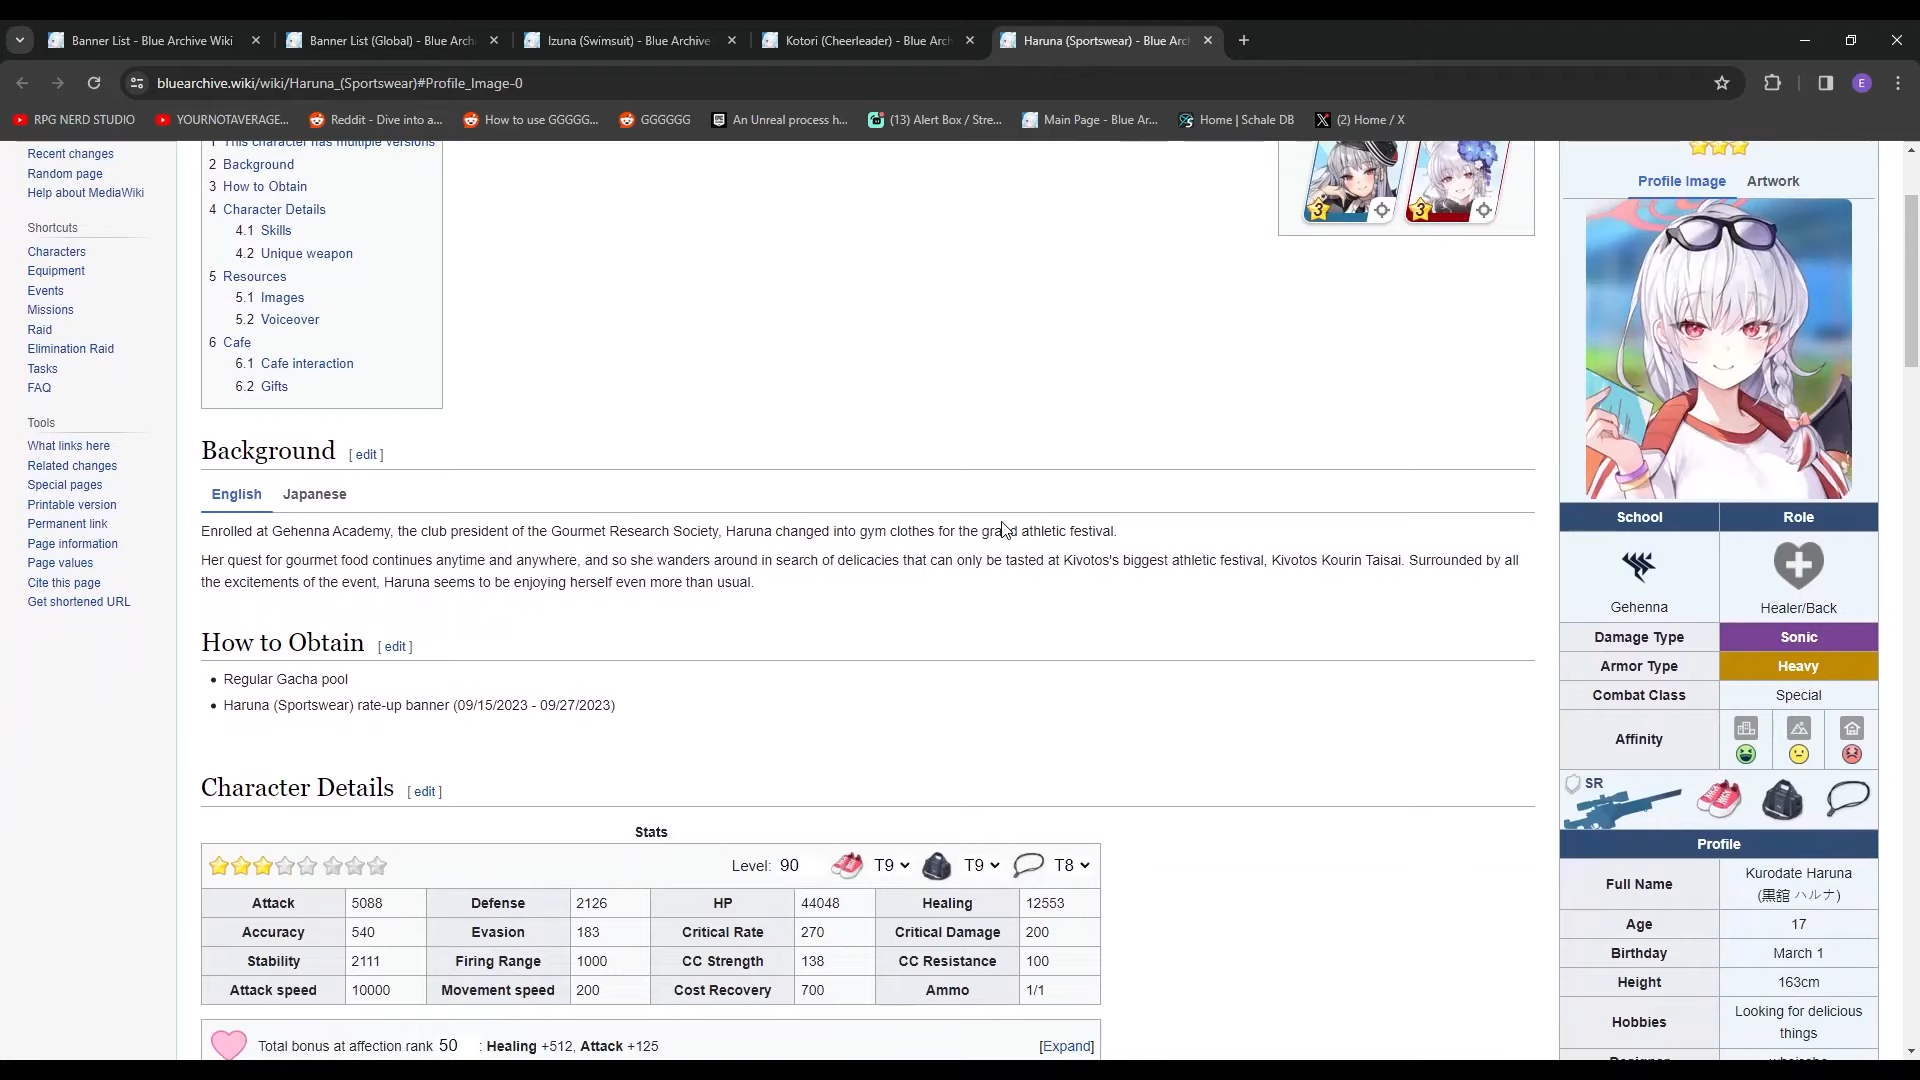 Banner List - Blue Archive Wiki
Banner List (Global) - Blue Arch
Izuna (Swimsuit) - Blue Archive
Kotori (Cheerleader) - Blue Arch
Haruna (Sportswear) - Blue Arc
bluearchive.wiki/wiki/Haruna_(Sportswear)#Profile_Image-0
E
RPG NERD STUDIO
YOURNOTAVERAGE...
Reddit - Dive into a...
How to use GGGGG...
GGGGGG
An Unreal process h...
(13) Alert Box / Stre...
Main Page - Blue Ar...
Home | Schale DB
(2) Home / X
Recent changes
Random page
Help about MediaWiki
Shortcuts
Characters
Equipment
Events
Missions
Raid
Elimination Raid
Tasks
FAQ
Tools
What links here
Related changes
Special pages
Printable version
Permanent link
Page information
Page values
Cite this page
Get shortened URL
1 This character has multiple versions
2 Background
3 How to Obtain
4 Character Details
4.1 Skills
4.2 Unique weapon
5 Resources
5.1 Images
5.2 Voiceover
6 Cafe
6.1 Cafe interaction
6.2 Gifts
3
3
Background [ edit ]
English Japanese
Enrolled at Gehenna Academy, the club president of the Gourmet Research Society, Haruna changed into gym clothes for the grand athletic festival.
Her quest for gourmet food continues anytime and anywhere, and so she wanders around in search of delicacies that can only be tasted at Kivotos's biggest athletic festival, Kivotos Kourin Taisai. Surrounded by all
the excitements of the event, Haruna seems to be enjoying herself even more than usual.
How to Obtain [ edit ]
• Regular Gacha pool
• Haruna (Sportswear) rate-up banner (09/15/2023 - 09/27/2023)
Character Details [ edit ]
Stats
Level: 90 T9 T9 T8
Attack 5088 Defense 2126 HP 44048 Healing 12553
Accuracy 540 Evasion 183 Critical Rate 270 Critical Damage 200
Stability 2111 Firing Range 1000 CC Strength 138 CC Resistance 100
Attack speed 10000 Movement speed 200 Cost Recovery 700 Ammo 1/1
Total bonus at affection rank 50 : Healing +512, Attack +125 [Expand]
Profile Image Artwork
School Role
Gehenna Healer/Back
Damage Type Sonic
Armor Type Heavy
Combat Class Special
Affinity
SR
Profile
Full Name Kurodate Haruna
(黒舘 ハルナ)
Age 17
Birthday March 1
Height 163cm
Hobbies Looking for delicious
things